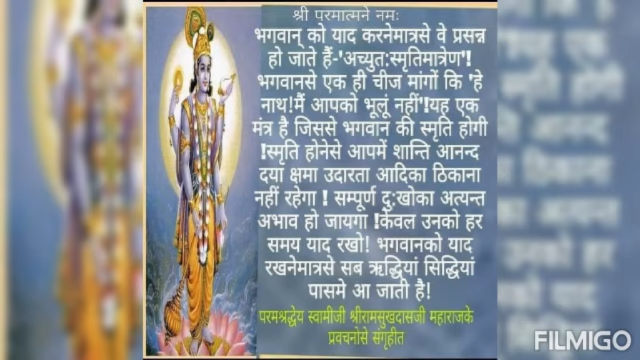 श्री परमात्मने नमः
भगवान् को याद करनेमात्रसे वे प्रसन्न
हो जाते हैं-'अच्युत:स्मृतिमात्रेण'!
भगवानसे एक ही चीज मांगों कि 'हे
नाथ!मैं आपको भूलूं नहीं'!यह एक
मंत्र है जिससे भगवान की स्मृति होगी
!स्मृति होनेसे आपमें शान्ति आनन्द
दया क्षमा उदारता आदिका ठिकाना
नहीं रहेगा ! सम्पूर्ण दु:खोका अत्यन्त
अभाव हो जायगा !केवल उनको हर
समय याद रखो! भगवानको याद
रखनेमात्रसे सब ऋद्धियां सिद्धियां
पासमे आ जाती है!
परमश्रद्धेय स्वामीजी श्रीरामसुखदासजी महाराजके
प्रवचनोसे संगृहीत
FILMIGO